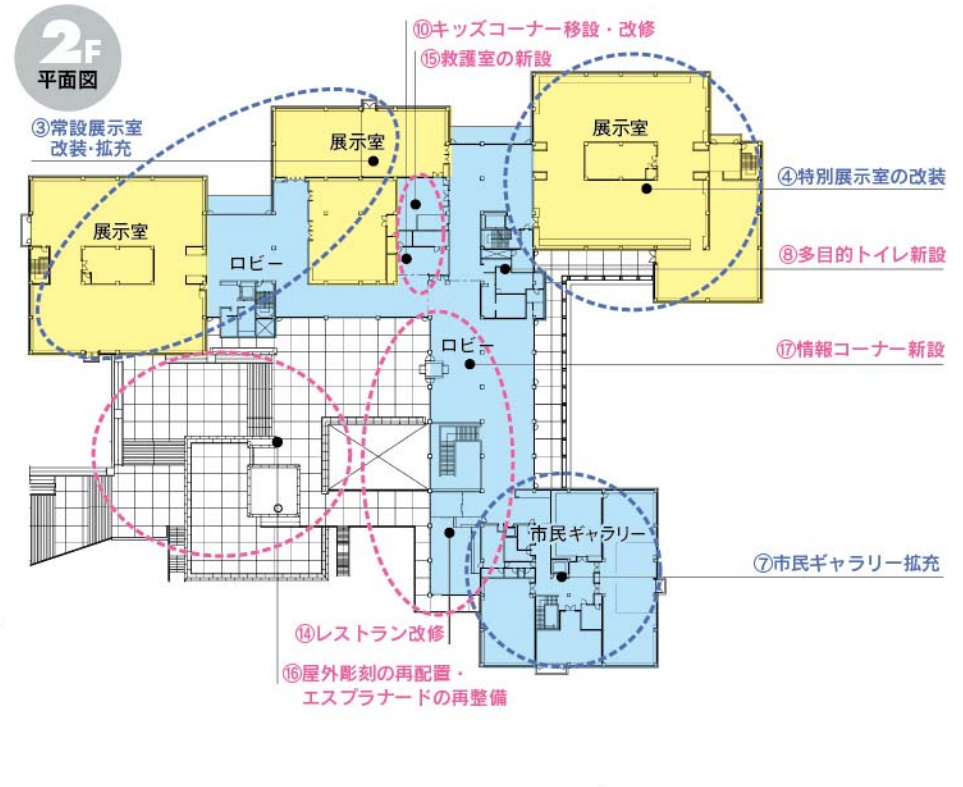 2F
平面図
⑩キッズコーナー移設・改修
⑮救護室の新設
③常設展示室
改装・拡充
展示室
展示室
④特別展示室の改装
展示室
ロビー
⑧多目的トイレ新設
ロビー
⑰情報コーナー新設
市民ギャラリー
⑦市民ギャラリー拡充
⑭レストラン改修
⑯屋外彫刻の再配置・
エスプラナードの再整備